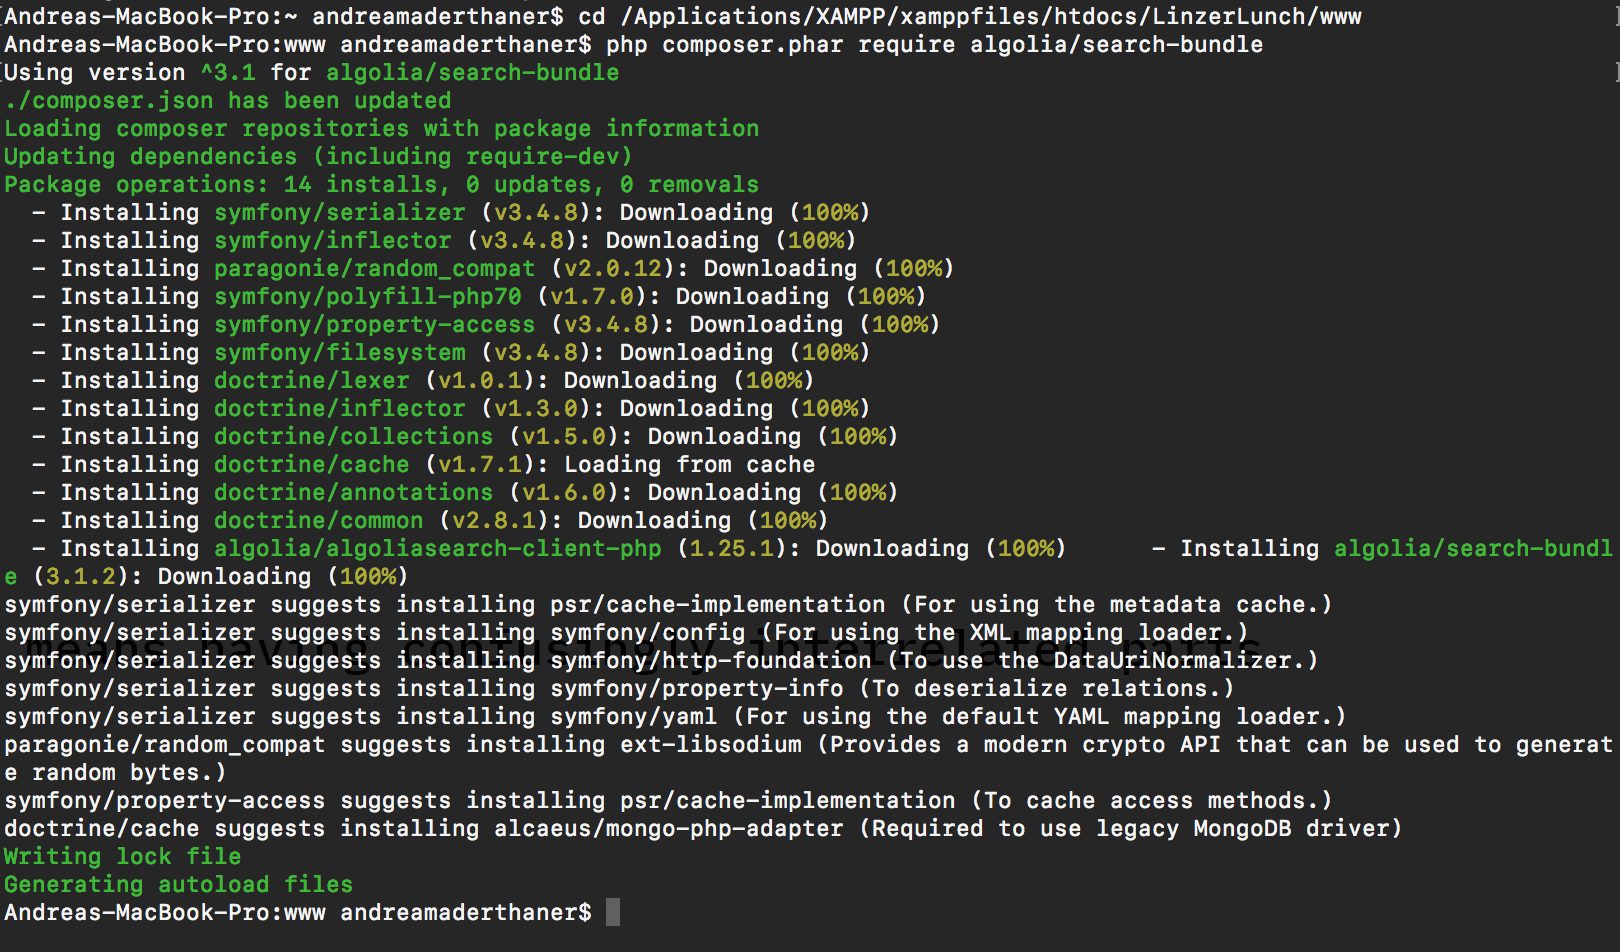 Andreas-MacBook-Pro:~ andreamaderthaner$ cd /Applications/XAMPP/xamppfiles/htdocs/LinzerLunch/www
Andreas-MacBook-Pro:www andreamaderthaner$ php composer.phar require algolia/search-bundle
Using version ^3.1 for algolia/search-bundle
./composer.json has been updated
Loading composer repositories with package information
Updating dependencies (including require-dev)
Package operations: 14 installs, 0 updates, 0 removals
  - Installing symfony/serializer (v3.4.8): Downloading (100%)
  - Installing symfony/inflector (v3.4.8): Downloading (100%)
  - Installing paragonie/random_compat (v2.0.12): Downloading (100%)
  - Installing symfony/polyfill-php70 (v1.7.0): Downloading (100%)
  - Installing symfony/property-access (v3.4.8): Downloading (100%)
  - Installing symfony/filesystem (v3.4.8): Downloading (100%)
  - Installing doctrine/lexer (v1.0.1): Downloading (100%)
  - Installing doctrine/inflector (v1.3.0): Downloading (100%)
  - Installing doctrine/collections (v1.5.0): Downloading (100%)
  - Installing doctrine/cache (v1.7.1): Loading from cache
  - Installing doctrine/annotations (v1.6.0): Downloading (100%)
  - Installing doctrine/common (v2.8.1): Downloading (100%)
  - Installing algolia/algoliasearch-client-php (1.25.1): Downloading (100%)      - Installing algolia/search-bundl
e (3.1.2): Downloading (100%)
symfony/serializer suggests installing psr/cache-implementation (For using the metadata cache.)
symfony/serializer suggests installing symfony/config (For using the XML mapping loader.)
means having confusingly interrelated parts
symfony/serializer suggests installing symfony/http-foundation (To use the DataUriNormalizer.)
symfony/serializer suggests installing symfony/property-info (To deserialize relations.)
symfony/serializer suggests installing symfony/yaml (For using the default YAML mapping loader.)
paragonie/random_compat suggests installing ext-libsodium (Provides a modern crypto API that can be used to generat
e random bytes.)
symfony/property-access suggests installing psr/cache-implementation (To cache access methods.)
doctrine/cache suggests installing alcaeus/mongo-php-adapter (Required to use legacy MongoDB driver)
Writing lock file
Generating autoload files
Andreas-MacBook-Pro:www andreamaderthaner$